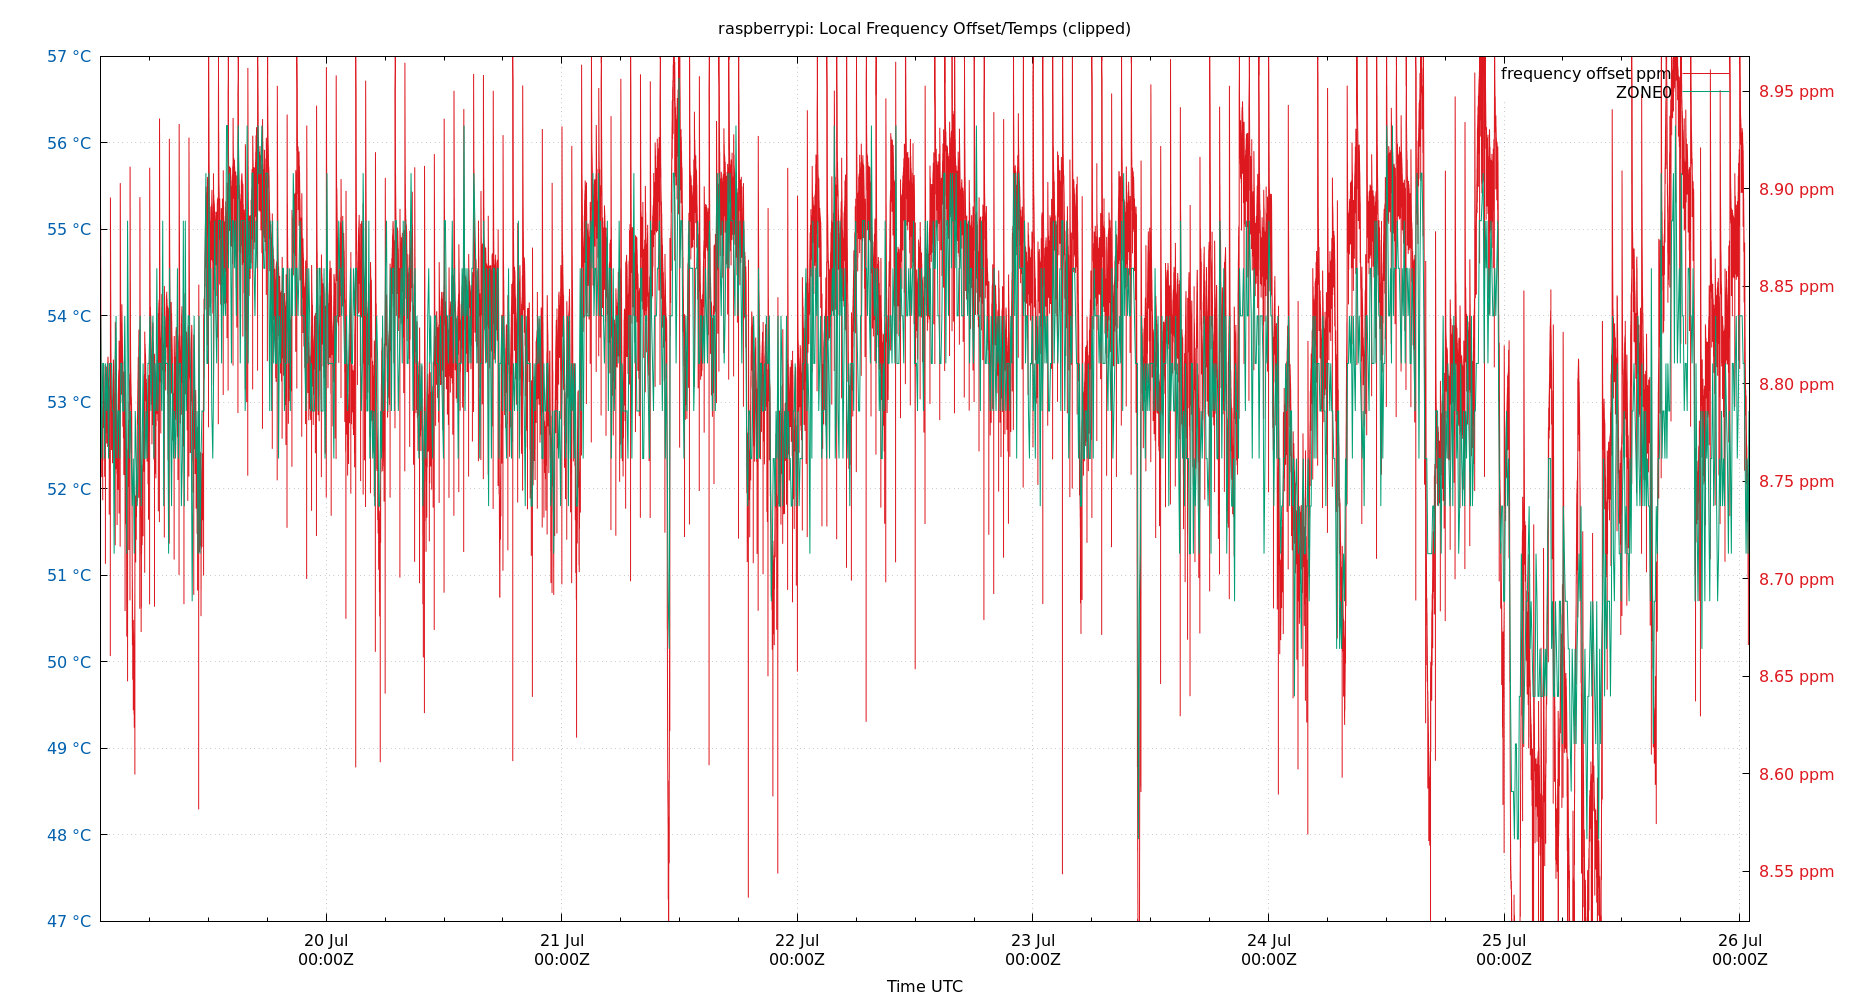 raspberrypi: Local Frequency Offset/Temps (clipped)
57 °C
56 °C
55 °C
54 °C
53 °C
52 °C
51 °C
50 °C
49 °C
48 °C
47 °C
frequency offset ppm
ZONE0
8.95 ppm
8.90 ppm
8.85 ppm
8.80 ppm
8.75 ppm
8.70 ppm
8.65 ppm
8.60 ppm
8.55 ppm
20 Jul
00:00Z
21 Jul
00:00Z
22 Jul
00:00Z
23 Jul
00:00Z
24 Jul
00:00Z
25 Jul
00:00Z
26 Jul
00:00Z
Time UTC